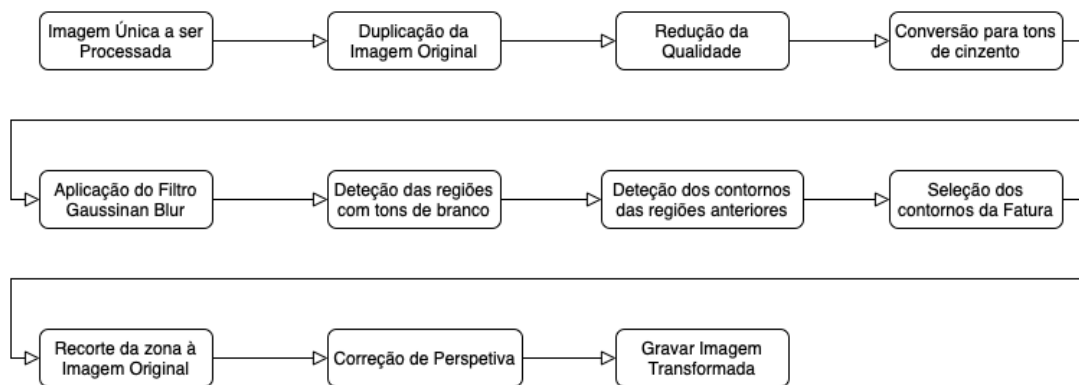 Imagem Única a ser
Processada
Duplicação da
Imagem Original
Redução da
Qualidade
Conversão para tons
de cinzento
Aplicação do Filtro
Gaussinan Blur
Deteção das regiões
com tons de branco
Deteção dos contornos
das regiões anteriores
Seleção dos
contornos da Fatura
Recorte da zona à
Imagem Original
Correção de Perspetiva
Gravar Imagem
Transformada